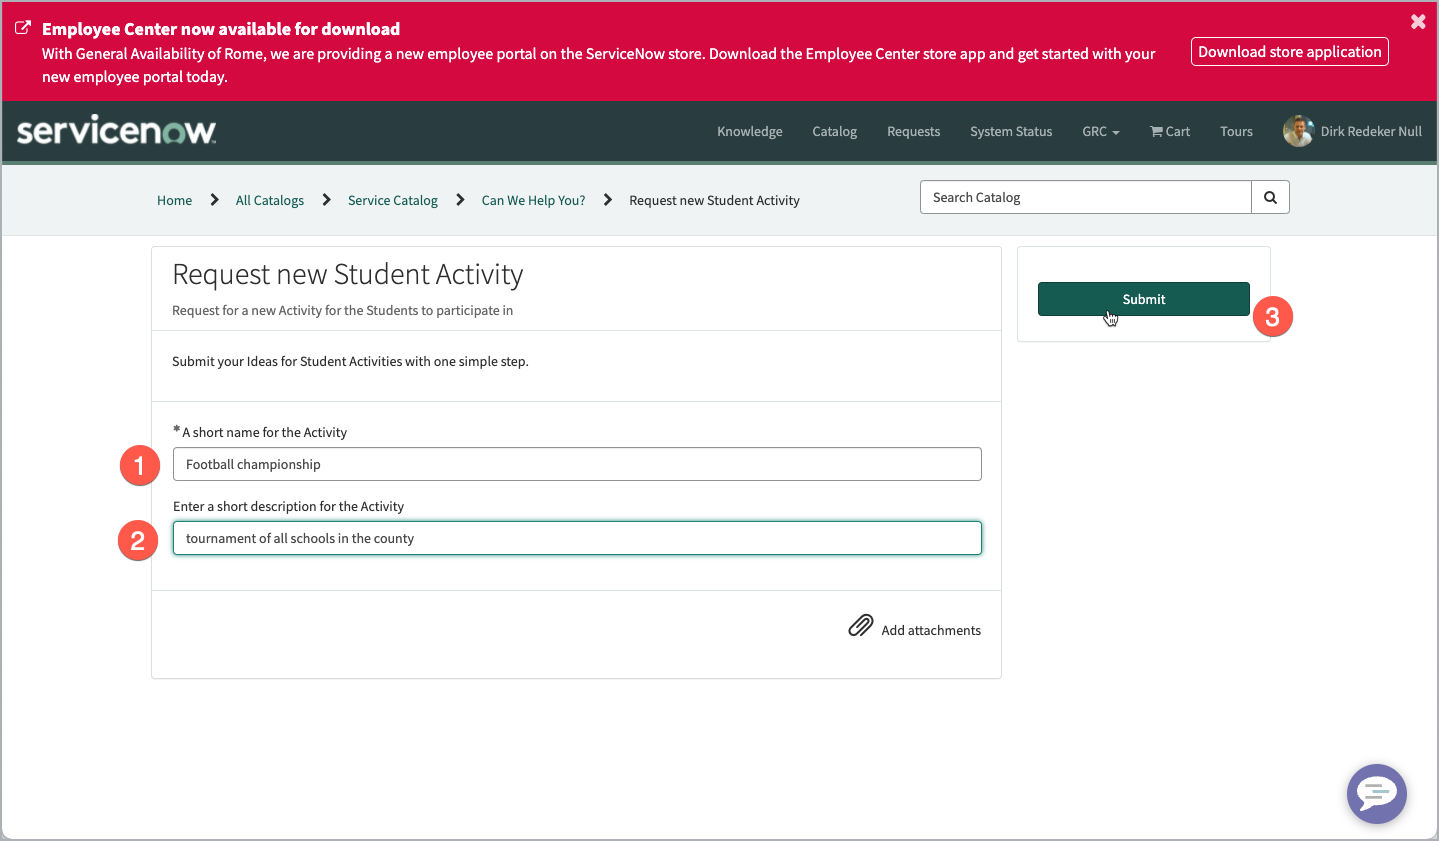 Employee Center now available for download
With General Availability of Rome, we are providing a new employee portal on the ServiceNow store. Download the Employee Center store app and get started with your
new employee portal today.
Download store application
servicenow
Knowledge
Catalog
Requests
System Status
GRC
Cart
Tours
Dirk Redeker Null
Home
All Catalogs
Service Catalog
Can We Help You?
Request new Student Activity
Search Catalog
Request new Student Activity
Request for a new Activity for the Students to participate in
Submit
3
Submit your Ideas for Student Activities with one simple step.
* A short name for the Activity
1
Football championship
Enter a short description for the Activity
2
tournament of all schools in the county
Add attachments